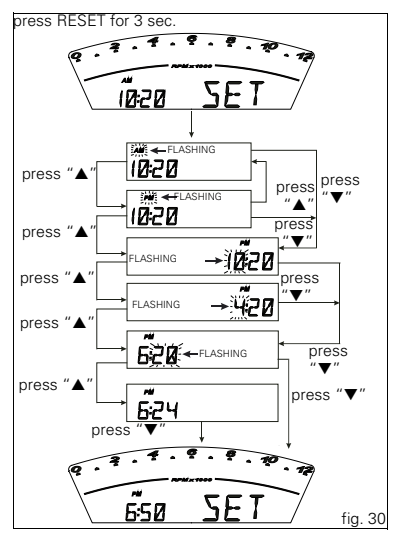 press RESET for 3 sec.
0 2 4 6 8 10 12
RPM x 1000
AM
10:20 SET
AM FLASHING
10:20
press "▲"
press "▲"
press "▼"
PM FLASHING
10:20
press "▲"
press "▼"
PM
FLASHING 10:20
press "▲"
press "▼"
PM
FLASHING 4:20
press "▲"
PM
6:20 FLASHING
press "▼"
press "▲"
press "▼"
PM
6:24
press "▼"
0 2 4 6 8 10 12
RPM x 1000
PM
6:50 SET
fig. 30